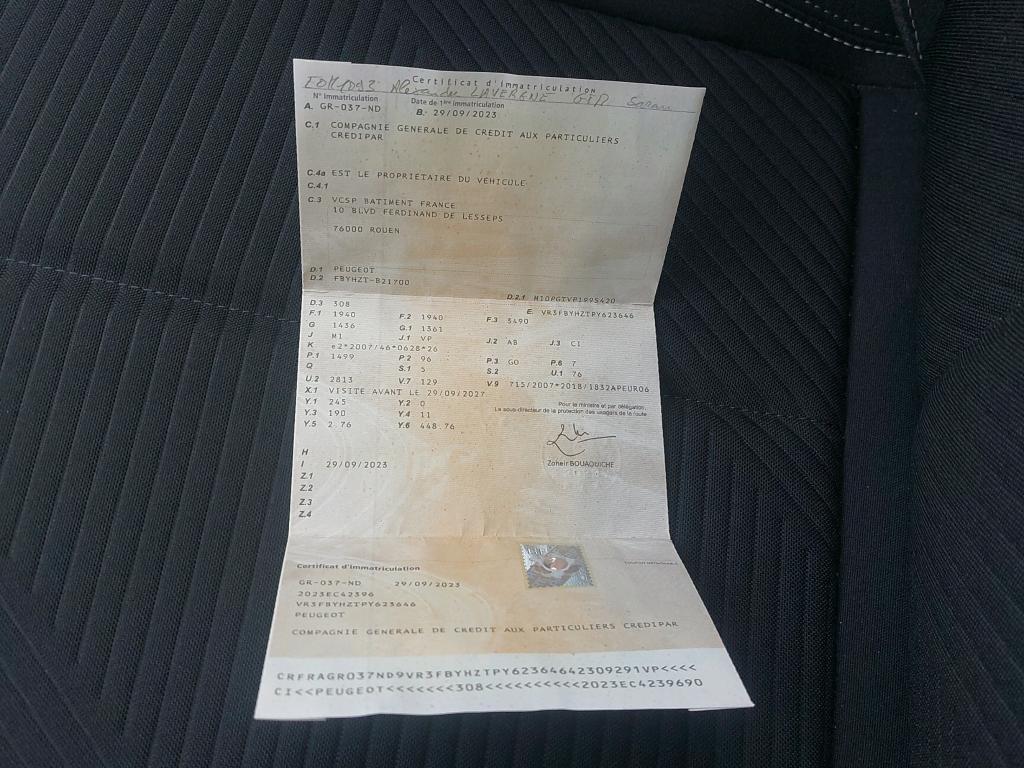 Certificat d'immatriculation
Alexandre LAVERGNE
N° Immatriculation Date de 1ère immatriculation
A. GR-037-ND B. 29/09/2023
C.1 COMPAGNIE GENERALE DE CREDIT AUX PARTICULIERS
CREDIPAR
C.4a EST LE PROPRIÉTAIRE DU VÉHICULE
C.4.1
C.3 VCSP BATIMENT FRANCE
10 BLVD FERDINAND DE LESSEPS
76000 ROUEN
D.1 PEUGEOT
D.2 FBYHZT-B21700
D.2.1 M10PGTVP1995420
D.3 308 E. VR3FBYHZTPY623646
F.1 1940 F.2 1940 F.3 3490
G 1436 G.1 1361
J M1 J.1 VP J.2 AB J.3 CI
K e2*2007/46*0628*26
P.1 1499 P.2 96 P.3 GO P.6 7
Q S.1 5 S.2 U.1 76
U.2 2813 V.7 129 V.9 715/2007*2018/1832APEURO6
X.1 VISITE AVANT LE 29/09/2027
Y.1 245 Y.2 0
Y.3 190 Y.4 11
Y.5 2.76 Y.6 448.76
Pour le ministre et par délégation
La sous-directeur de la protection des usagers de la route
Zoheir BOUAOUICHE
H
I 29/09/2023
Z.1
Z.2
Z.3
Z.4
Certificat d'immatriculation
GR-037-ND 29/09/2023
2023EC42396
VR3FBYHZTPY623646
PEUGEOT
COMPAGNIE GENERALE DE CREDIT AUX PARTICULIERS CREDIPAR
CRFRAGR037ND9VR3FBYHZTPY62364642309291VP<<<<
CI<<PEUGEOT<<<<<<<308<<<<<<<<<<2023EC4239690